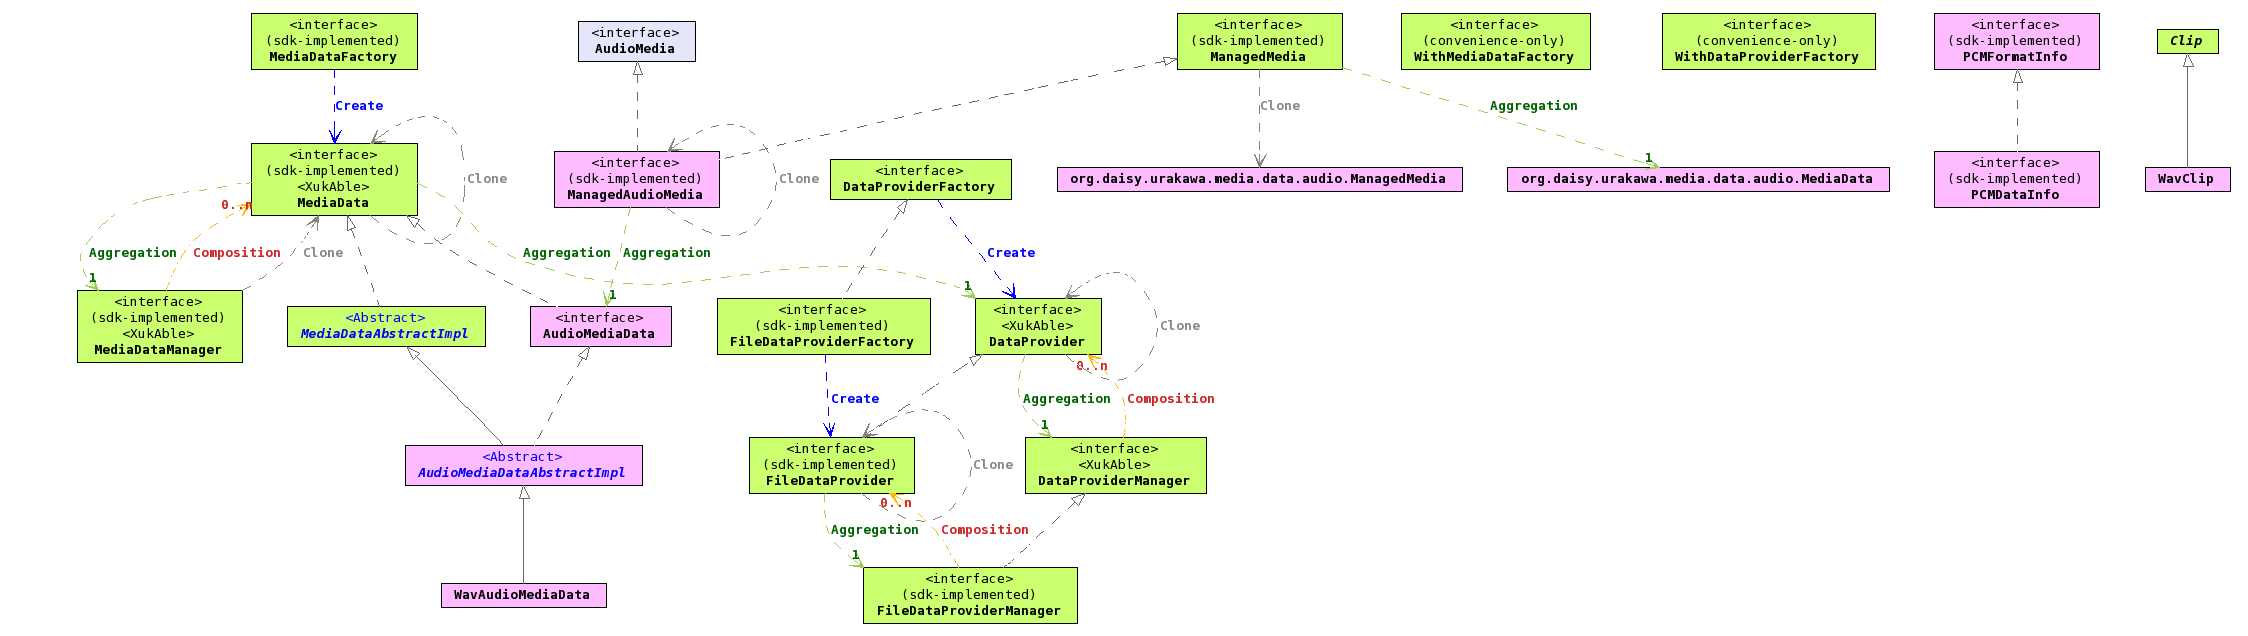 <interface>
(sdk-implemented)
MediaDataFactory
<interface>
AudioMedia
<interface>
(sdk-implemented)
ManagedMedia
<interface>
(convenience-only)
WithMediaDataFactory
<interface>
(convenience-only)
WithDataProviderFactory
<interface>
(sdk-implemented)
PCMFormatInfo
Clip
Create
Clone
Aggregation
1
<interface>
(sdk-implemented)
<XukAble>
MediaData
Clone
<interface>
(sdk-implemented)
ManagedAudioMedia
Clone
<interface>
DataProviderFactory
org.daisy.urakawa.media.data.audio.ManagedMedia
org.daisy.urakawa.media.data.audio.MediaData
<interface>
(sdk-implemented)
PCMDataInfo
WavClip
0..n
Aggregation
Composition
Clone
Aggregation
Aggregation
Create
1
1
1
<interface>
(sdk-implemented)
<XukAble>
MediaDataManager
<Abstract>
MediaDataAbstractImpl
<interface>
AudioMediaData
<interface>
(sdk-implemented)
FileDataProviderFactory
<interface>
<XukAble>
DataProvider
Clone
0..n
Create
Aggregation
Composition
1
<Abstract>
AudioMediaDataAbstractImpl
<interface>
(sdk-implemented)
FileDataProvider
Clone
<interface>
<XukAble>
DataProviderManager
0..n
Aggregation
Composition
1
WavAudioMediaData
<interface>
(sdk-implemented)
FileDataProviderManager